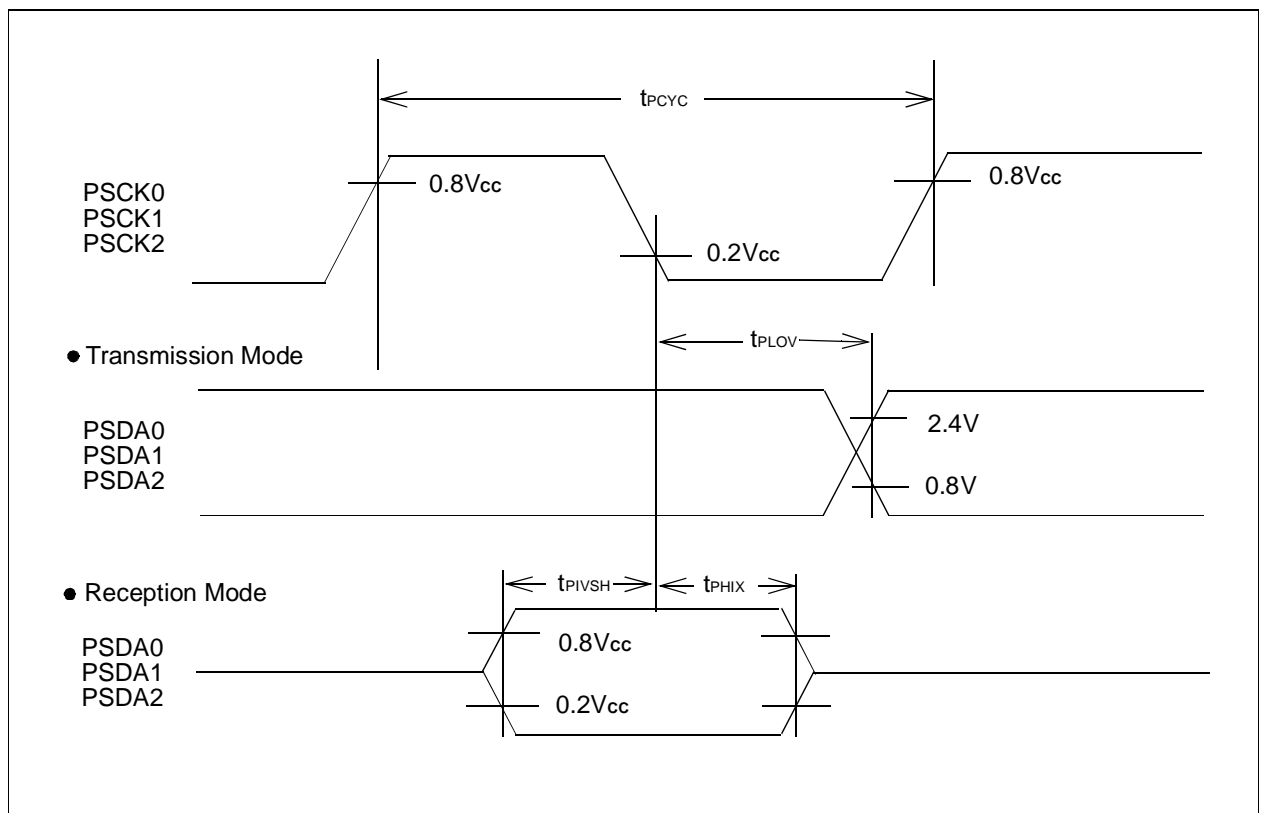 tPCYC
PSCK0
PSCK1
PSCK2
0.8Vcc
0.2Vcc
0.8Vcc
● Transmission Mode
tPLOV
PSDA0
PSDA1
PSDA2
2.4V
0.8V
● Reception Mode
tPIVSH
tPHIX
PSDA0
PSDA1
PSDA2
0.8Vcc
0.2Vcc